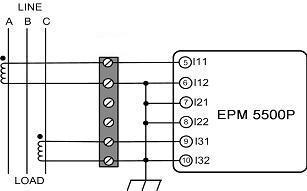 LINE
A B C
5 I11
6 I12
7 I21
8 I22
9 I31
10 I32
EPM 5500P
LOAD